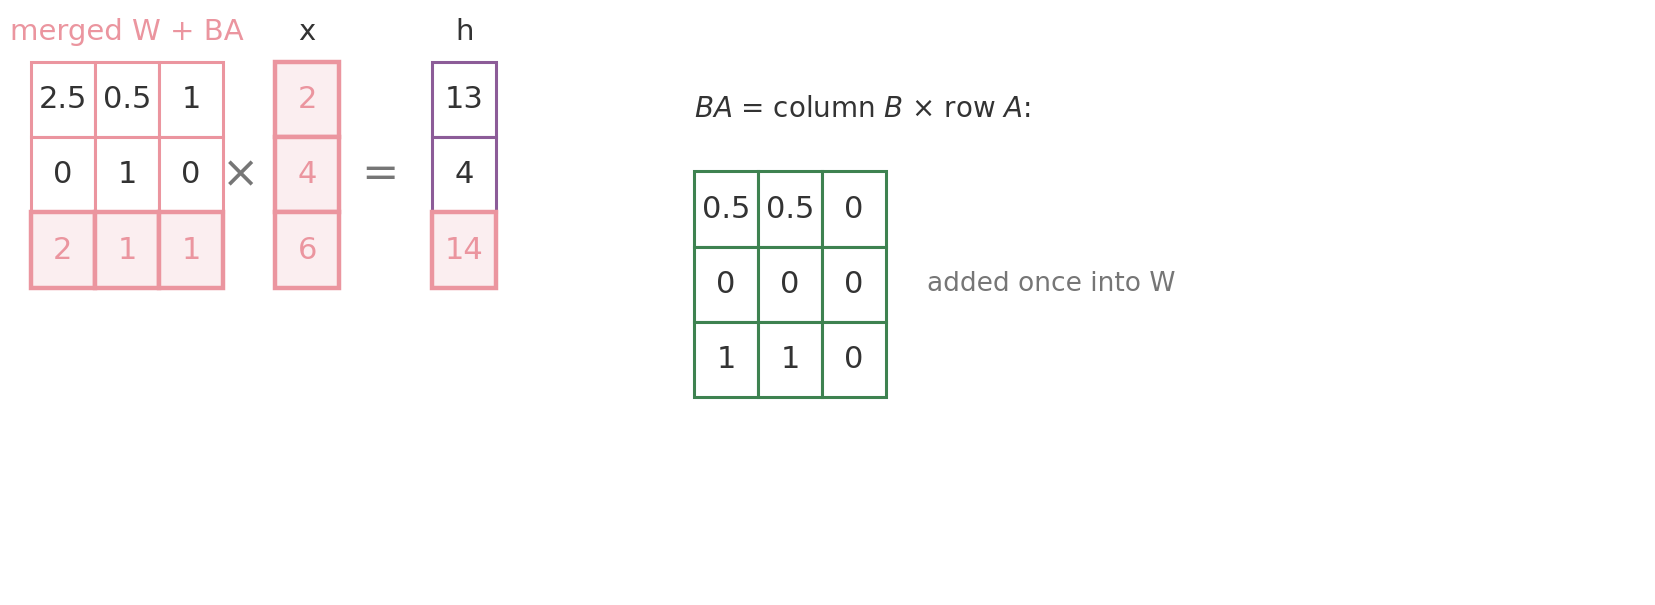 merged W + BA x h
2.5 0.5 1 2 13
BA = column B × row A:
0 1 0 × 4 = 4
0.5 0.5 0
2 1 1 6 14
0 0 0 added once into W
1 1 0